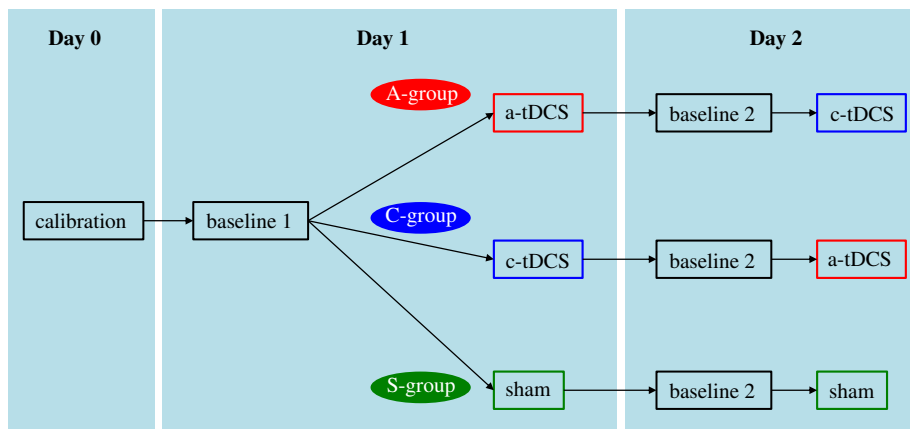 Day 0
Day 1
Day 2
A-group
a-tDCS
baseline 2
c-tDCS
calibration
baseline 1
C-group
c-tDCS
baseline 2
a-tDCS
S-group
sham
baseline 2
sham